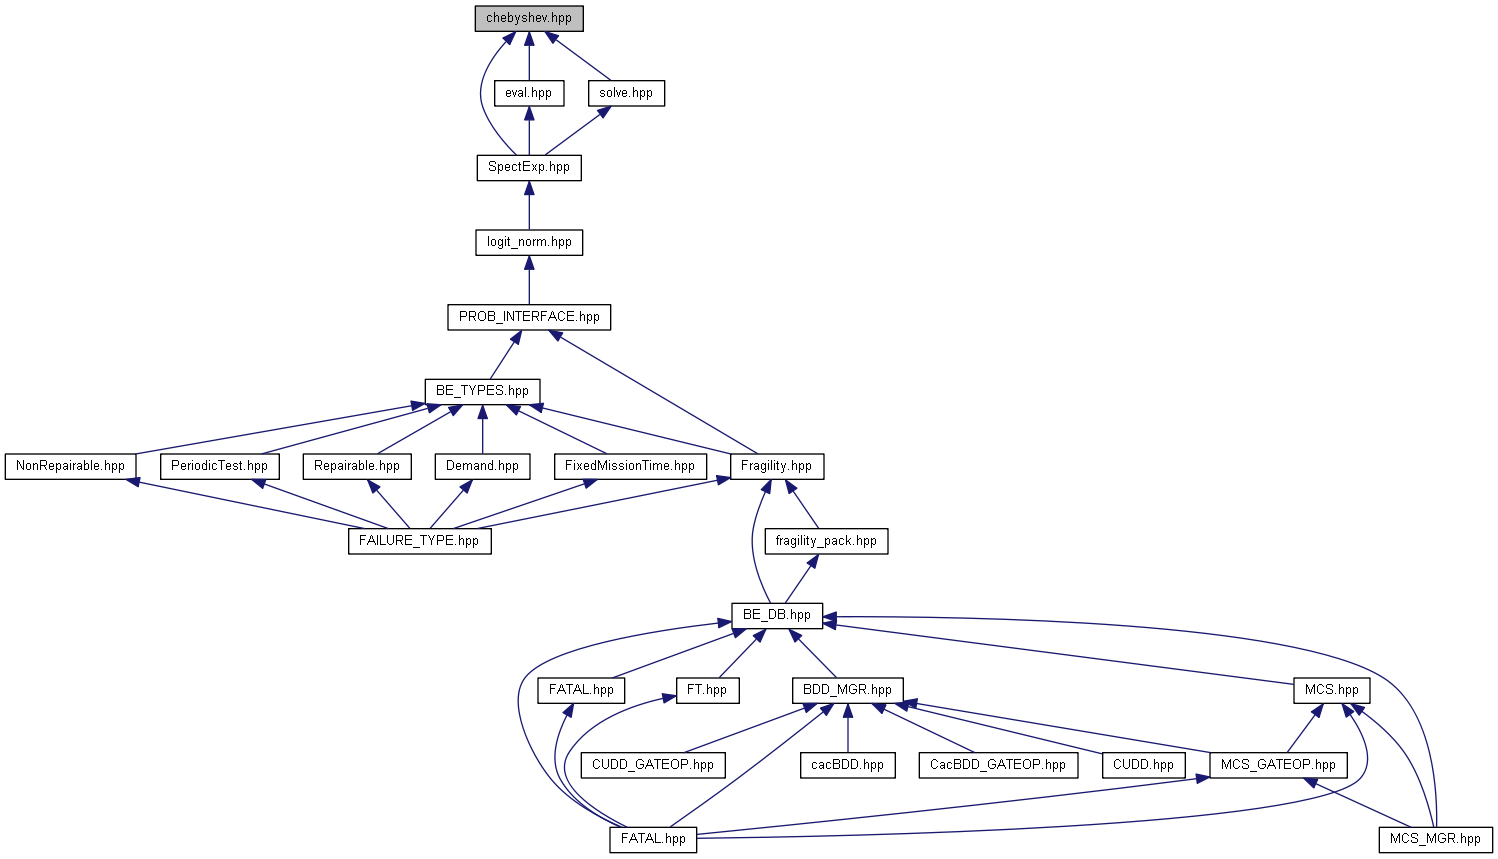 chebyshev.hpp
eval.hpp
solve.hpp
SpectExp.hpp
logit_norm.hpp
PROB_INTERFACE.hpp
BE_TYPES.hpp
NonRepairable.hpp
PeriodicTest.hpp
Repairable.hpp
Demand.hpp
FixedMissionTime.hpp
Fragility.hpp
FAILURE_TYPE.hpp
fragility_pack.hpp
BE_DB.hpp
FATAL.hpp
FT.hpp
BDD_MGR.hpp
MCS.hpp
CUDD_GATEOP.hpp
cacBDD.hpp
CacBDD_GATEOP.hpp
CUDD.hpp
MCS_GATEOP.hpp
FATAL.hpp
MCS_MGR.hpp